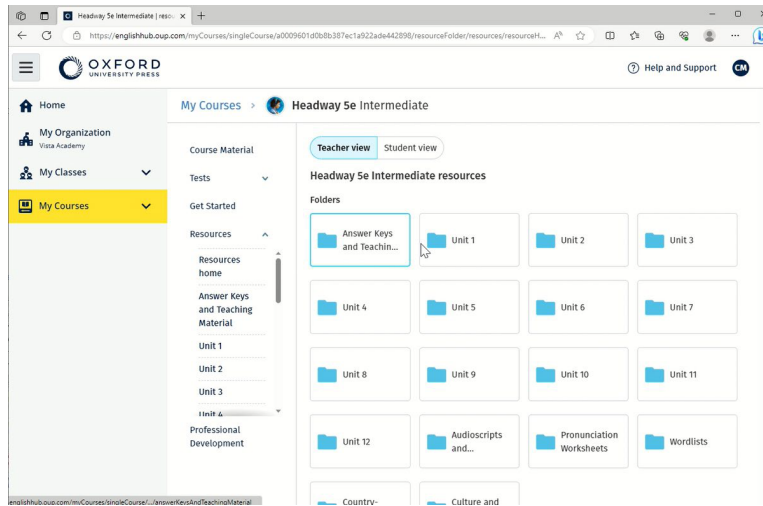 Headway 5e Intermediate | resou
https://englishhub.oup.com/myCourses/singleCourse/a0009601d0b8b387ec1a922ade442898/resourceFolder/resources/resourceH...
OXFORD
UNIVERSITY PRESS
Help and Support
CM
Home
My Organization
Vista Academy
My Classes
My Courses
My Courses > Headway 5e Intermediate
Course Material
Tests
Get Started
Resources
Resources
home
Answer Keys
and Teaching
Material
Unit 1
Unit 2
Unit 3
Unit 4
Professional
Development
Teacher view
Student view
Headway 5e Intermediate resources
Folders
Answer Keys
and Teachin...
Unit 1
Unit 2
Unit 3
Unit 4
Unit 5
Unit 6
Unit 7
Unit 8
Unit 9
Unit 10
Unit 11
Unit 12
Audioscripts
and...
Pronunciation
Worksheets
Wordlists
Country-
Culture and
englishhub.oup.com/myCourses/singleCourse/.../answerKeysAndTeachingMaterial